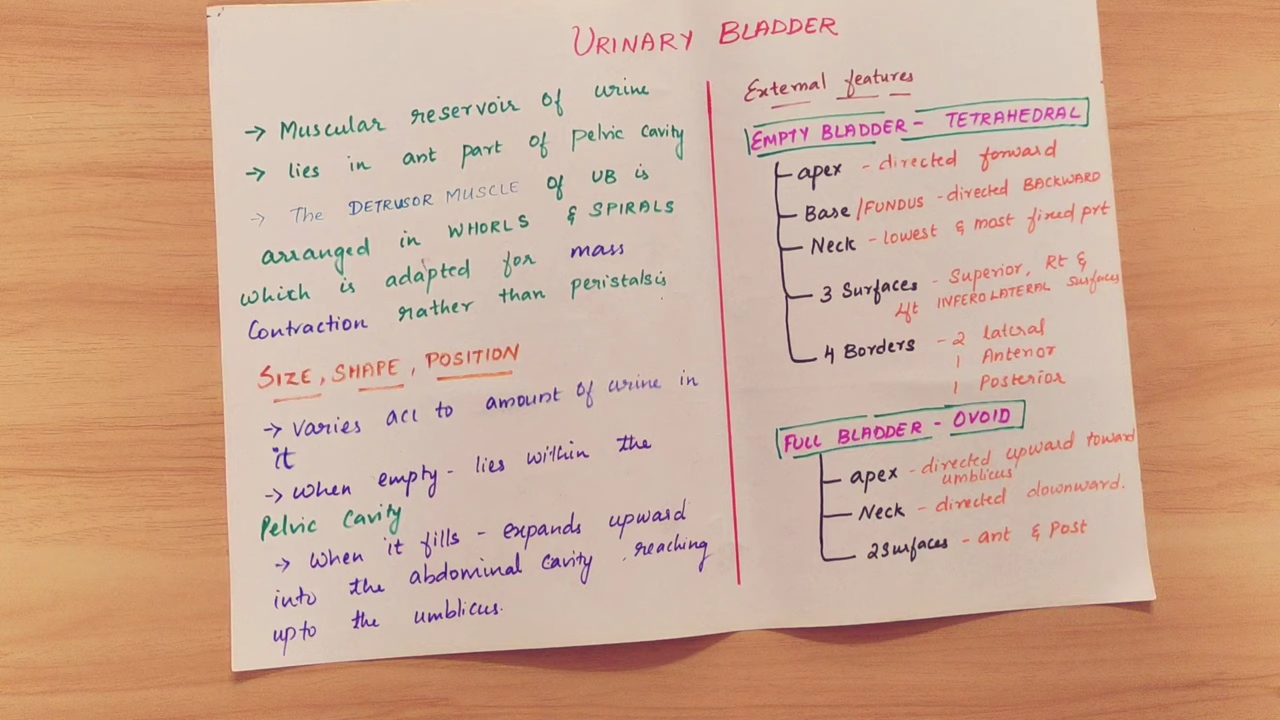 URINARY BLADDER
→ Muscular reservoir of urine
→ lies in ant part of pelvic cavity
→ The DETRUSOR MUSCLE of UB is
arranged in WHORLS & SPIRALS
which is adapted for mass
Contraction rather than peristalsis
SIZE, SHAPE, POSITION
→ Varies acc to amount of urine in
it
→ When empty - lies within the
Pelvic Cavity
→ When it fills - expands upward
into the abdominal cavity reaching
upto the umblicus.
External features
EMPTY BLADDER - TETRAHEDRAL
apex - directed forward
Base/FUNDUS - directed BACKWARD
Neck - lowest & most fixed prt
3 Surfaces - Superior, Rt &
Lft INFEROLATERAL surfaces
4 Borders - 2 lateral
1 Anterior
1 Posterior
FULL BLADDER - OVOID
apex - directed upward toward
umblicus
Neck - directed downward.
2 Surfaces - ant & Post